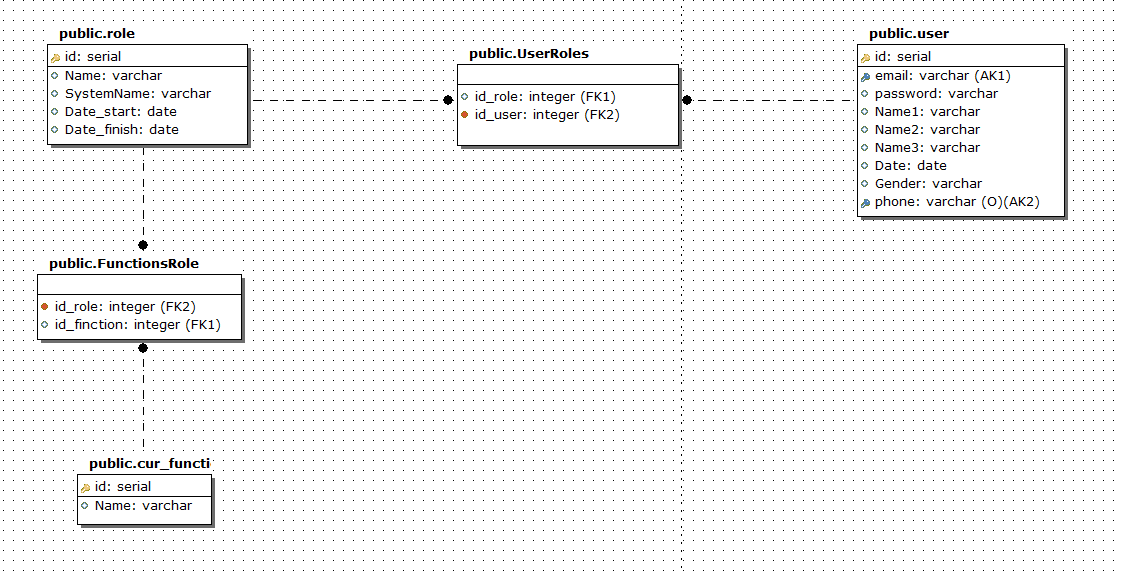 public.role
id: serial
Name: varchar
SystemName: varchar
Date_start: date
Date_finish: date
public.UserRoles
id_role: integer (FK1)
id_user: integer (FK2)
public.user
id: serial
email: varchar (AK1)
password: varchar
Name1: varchar
Name2: varchar
Name3: varchar
Date: date
Gender: varchar
phone: varchar (O)(AK2)
public.FunctionsRole
id_role: integer (FK2)
id_finction: integer (FK1)
public.cur_functi
id: serial
Name: varchar